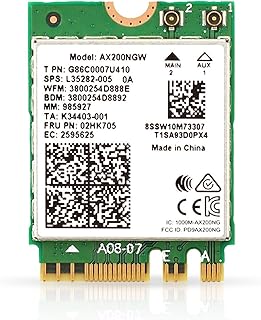 2
1
Model: AX200NGW
T PN: G86C0007U410
SPS: L35282-005 0A
WFM: 3800254D888E
BDM: 3800254D8892
MM: 985927
TA: K34403-001
FRU PN: 02HK705
EC: 2595625
MAIN
2
AUX
1
8SSW10M73307
T1SA93D0PX4
Made in China
IC: 1000M-AX200NG
FCC ID: PD9AX200NG
A08-07
E
A